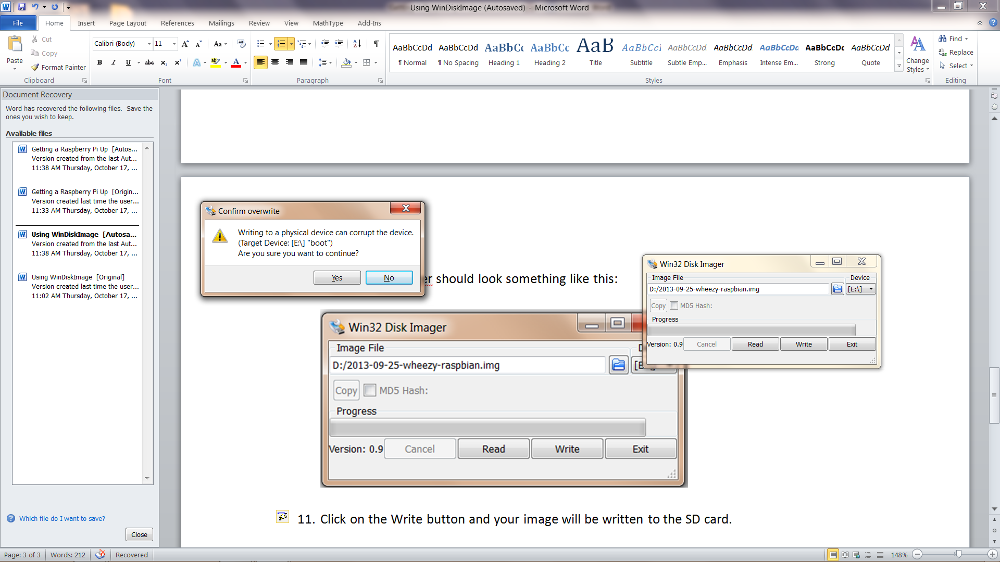 Using WinDiskImage (Autosaved) - Microsoft Word
File Home Insert Page Layout References Mailings Review View MathType Add-Ins
Paste
Cut
Copy
Format Painter
Clipboard
Calibri (Body) 11
Font
Paragraph
AaBbCcDd AaBbCcDd AaBbCc AaBbCc AaB AaBbCcl AaBbCcDd AaBbCcDd AaBbCcDd AaBbCcDc AaBbCcDd
¶ Normal ¶ No Spacing Heading 1 Heading 2 Title Subtitle Subtle Emp... Emphasis Intense Em... Strong Quote
Change
Styles
Styles
Find
Replace
Select
Editing
Document Recovery
Word has recovered the following files. Save the
ones you wish to keep.
Available files
Getting a Raspberry Pi Up [Autos...
Version created from the last Aut...
11:38 AM Thursday, October 17, ...
Getting a Raspberry Pi Up [Origin...
Version created last time the user...
11:33 AM Thursday, October 17, ...
Using WinDiskImage [Autosa...
Version created from the last Aut...
11:38 AM Thursday, October 17, ...
Using WinDiskImage [Original]
Version created last time the user...
11:02 AM Thursday, October 17, ...
Which file do I want to save?
Close
Confirm overwrite
Writing to a physical device can corrupt the device.
(Target Device: [E:\] "boot")
Are you sure you want to continue?
Yes No
er should look something like this:
Win32 Disk Imager
Image File Device
D:/2013-09-25-wheezy-raspbian.img [E:\]
Copy MD5 Hash:
Progress
Version: 0.9 Cancel Read Write Exit
Win32 Disk Imager
Image File
D:/2013-09-25-wheezy-raspbian.img
Copy MD5 Hash:
Progress
Version: 0.9 Cancel Read Write Exit
11. Click on the Write button and your image will be written to the SD card.
Page: 3 of 3 Words: 212 Recovered 148%